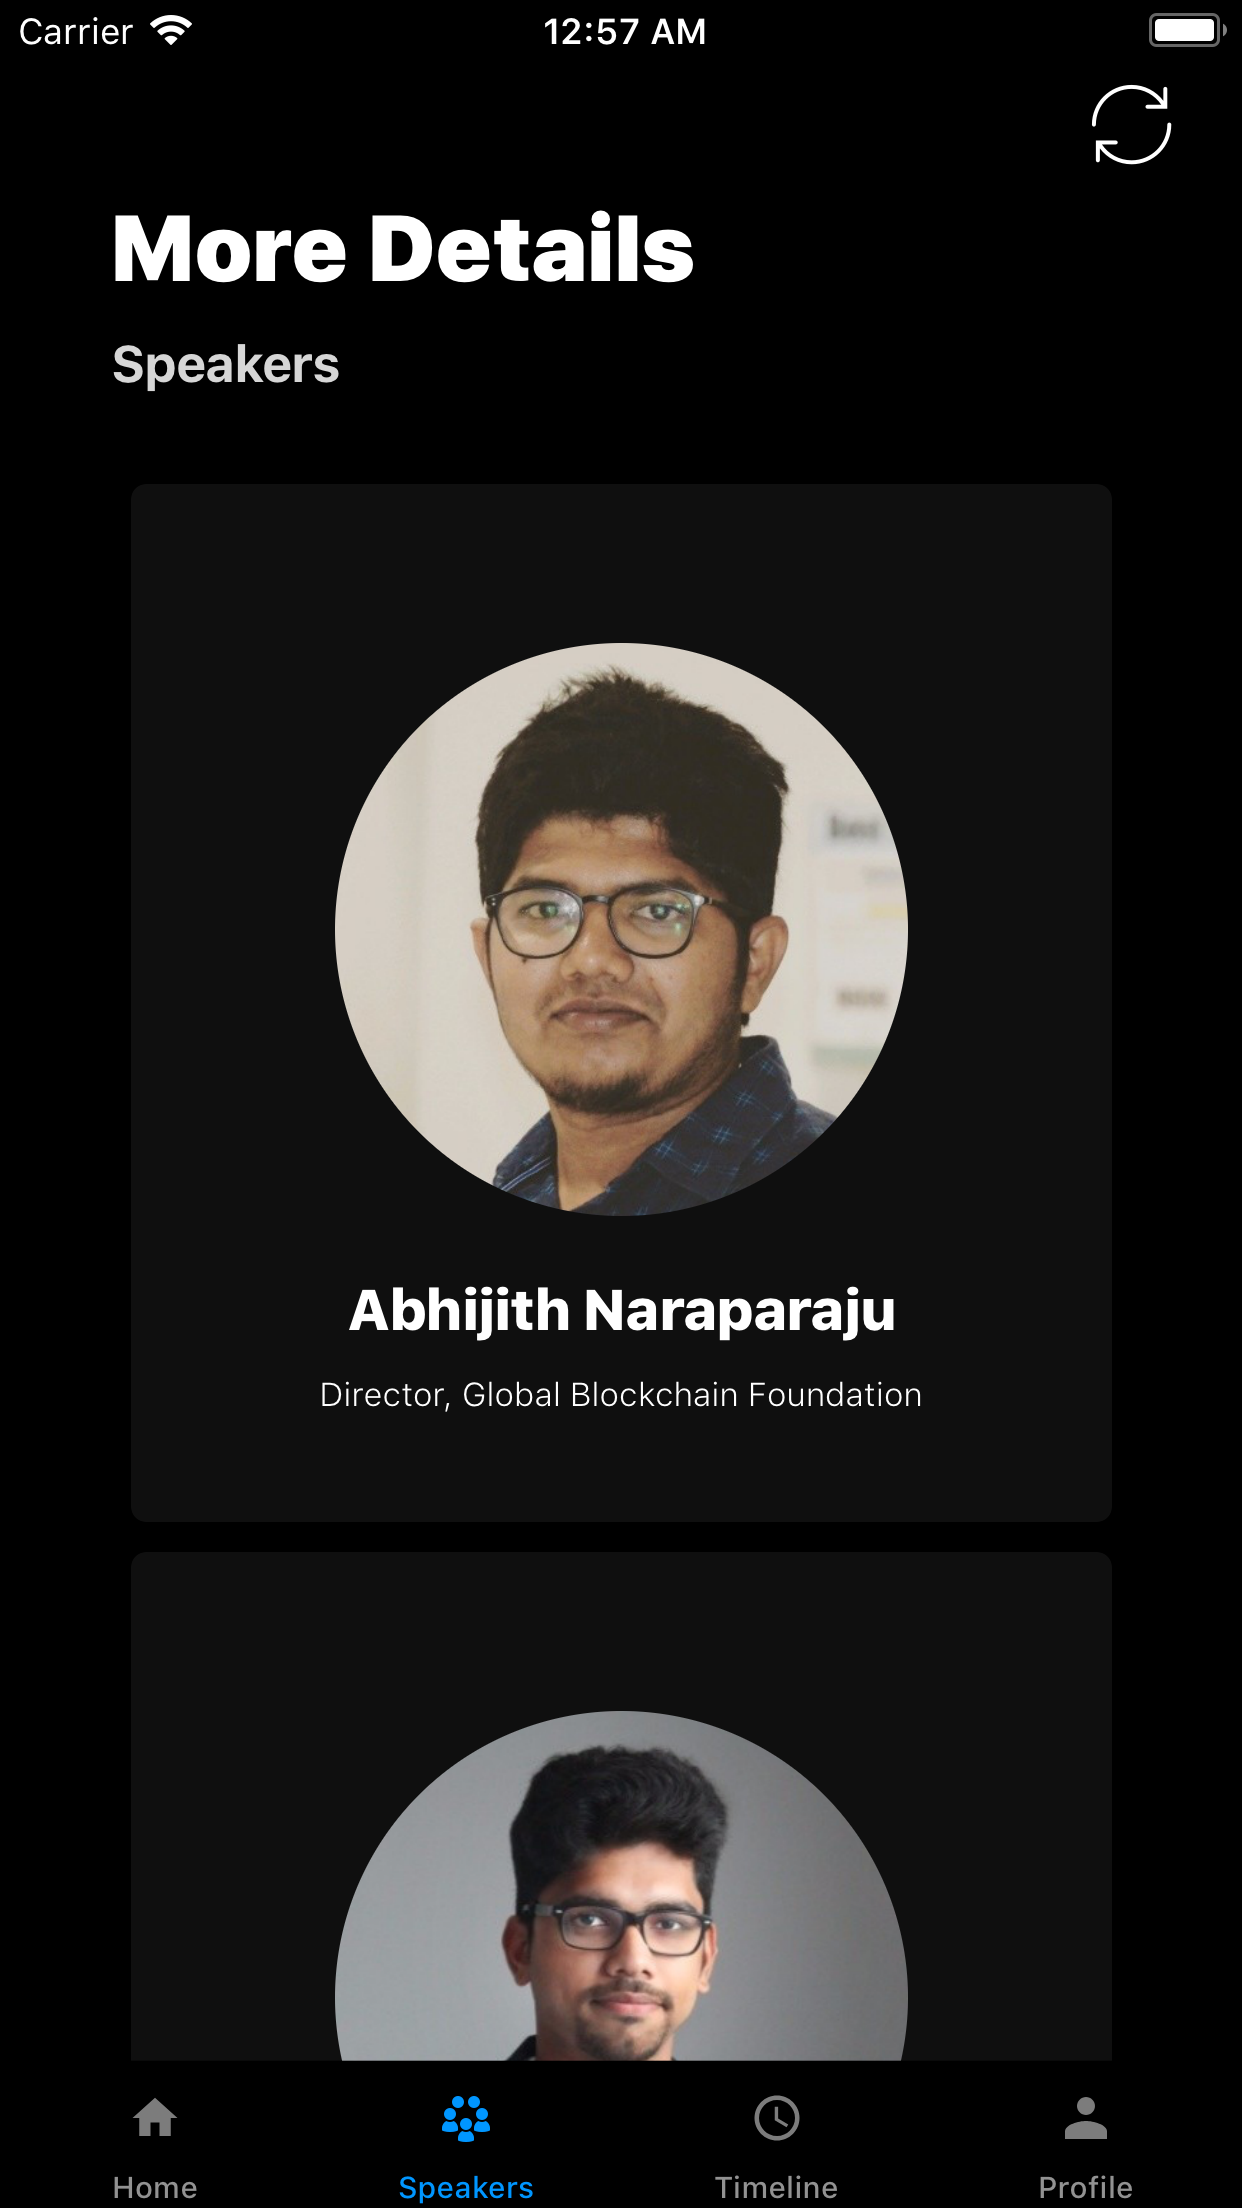 Carrier 12:57 AM
More Details
Speakers
Abhijith Naraparaju
Director, Global Blockchain Foundation
Home Speakers Timeline Profile